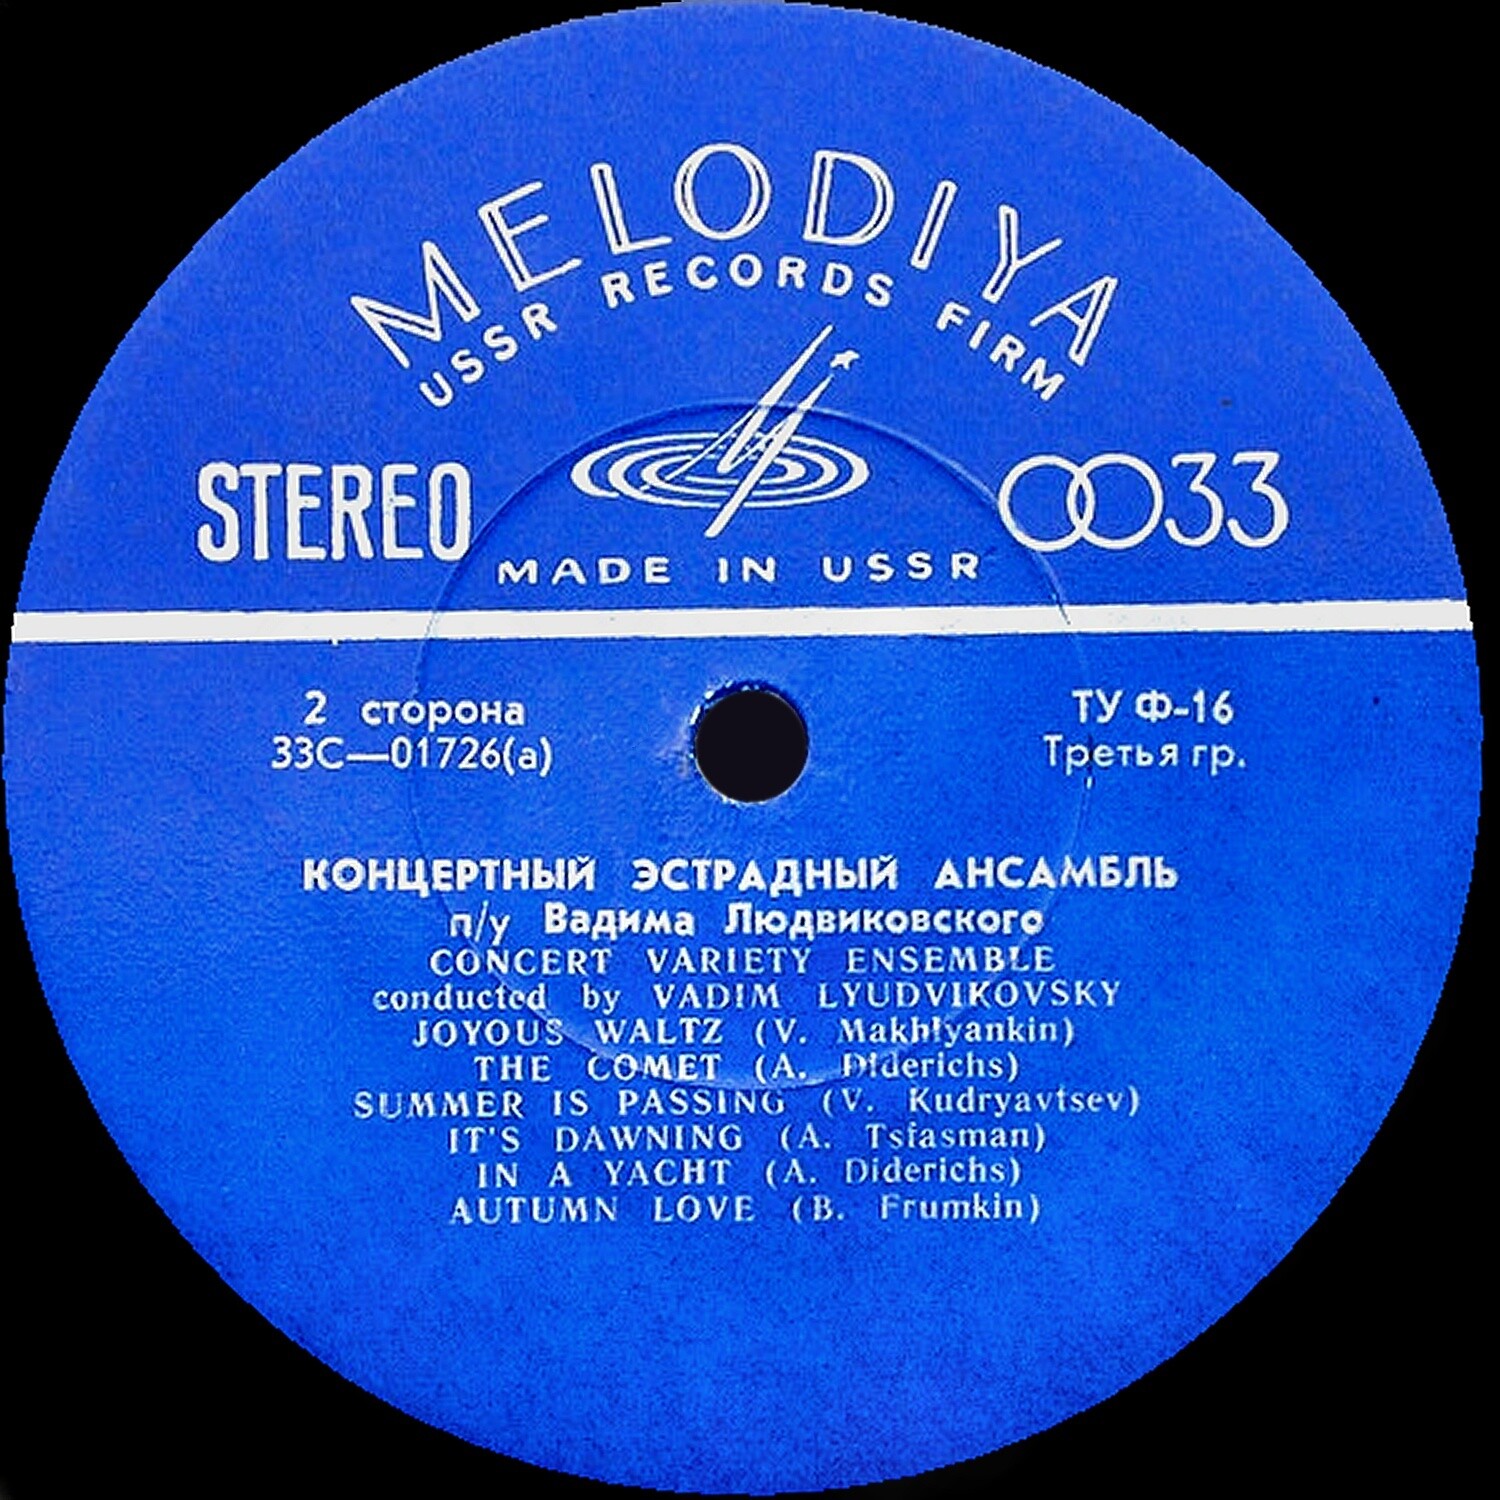 MELODIYA
USSR RECORDS FIRM
STEREO
33
MADE IN USSR
2 сторона
33С—01726(а)
ТУ Ф-16
Третья гр.
КОНЦЕРТНЫЙ ЭСТРАДНЫЙ АНСАМБЛЬ
п/у Вадима Людвиковского
CONCERT VARIETY ENSEMBLE
conducted by VADIM LYUDVIKOVSKY
JOYOUS WALTZ (V. Makhlyankin)
THE COMET (A. Diderichs)
SUMMER IS PASSING (V. Kudryavtsev)
IT'S DAWNING (A. Tsfasman)
IN A YACHT (A. Diderichs)
AUTUMN LOVE (B. Frumkin)